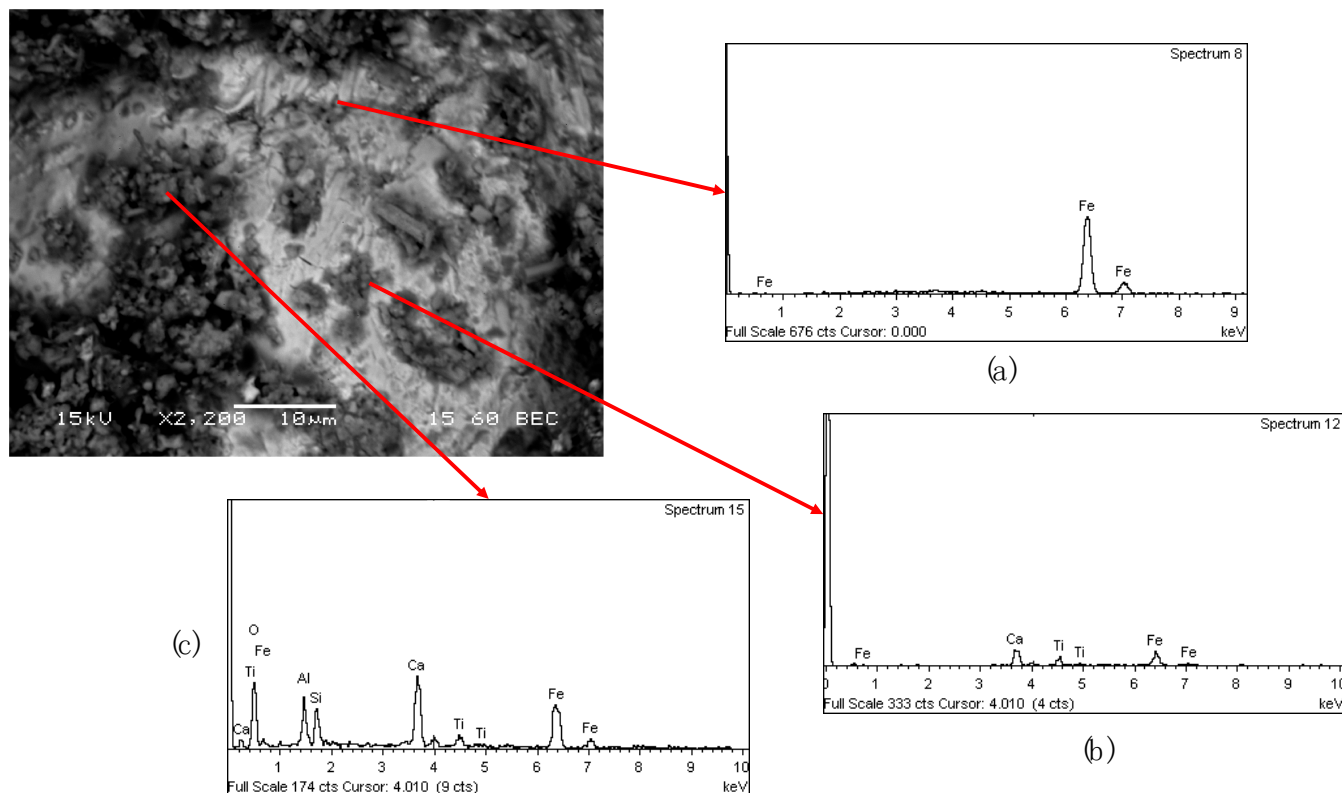 15kV X2,200 10μm 15 60 BEC
Spectrum 8
Fe
Fe
Fe
1 2 3 4 5 6 7 8 9
Full Scale 676 cts Cursor: 0.000 keV
(a)
Spectrum 12
Fe Ca Ti Ti Fe Fe
0 1 2 3 4 5 6 7 8 9 10
Full Scale 333 cts Cursor: 4.010 (4 cts) keV
(b)
(c)
Spectrum 15
O
Fe
Ti
Ca
Al
Si
Ca
Ti
Ti
Fe
Fe
1 2 3 4 5 6 7 8 9 10
Full Scale 174 cts Cursor: 4.010 (9 cts) keV